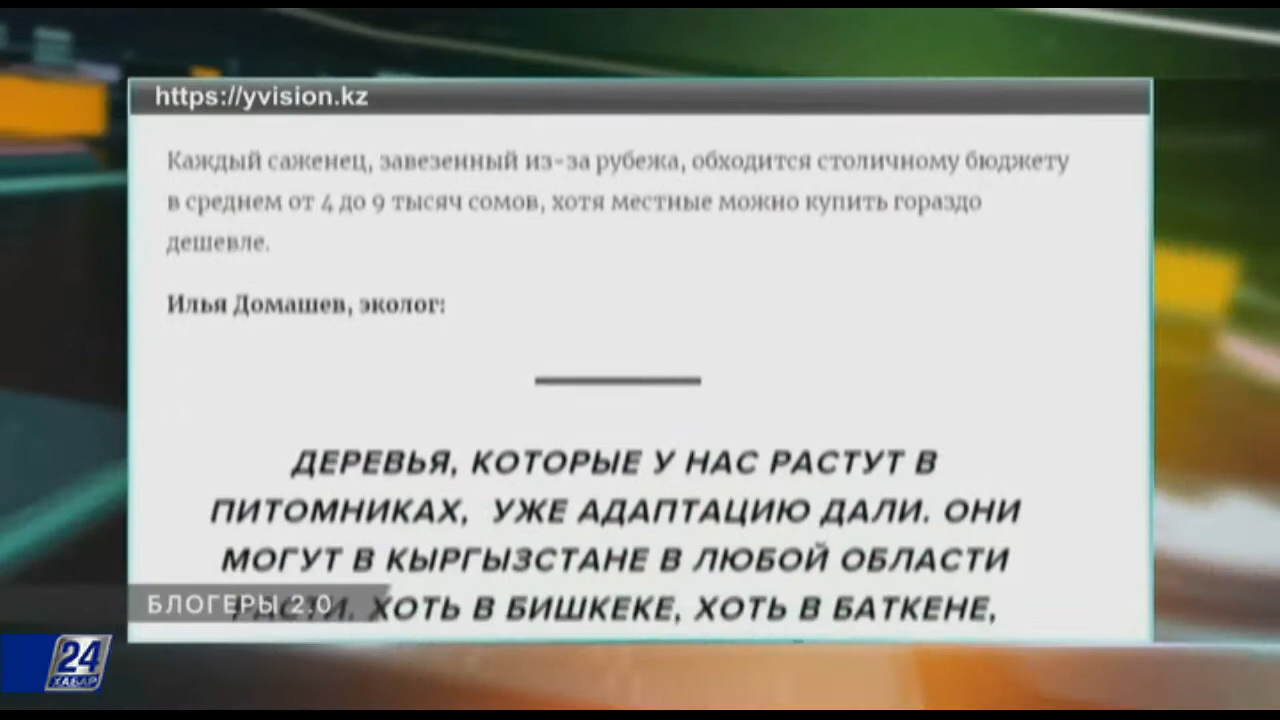 https://yvision.kz
Каждый саженец, завезенный из-за рубежа, обходится столичному бюджету
в среднем от 4 до 9 тысяч сомов, хотя местные можно купить гораздо
дешевле.
Илья Домашев, эколог:
ДЕРЕВЬЯ, КОТОРЫЕ У НАС РАСТУТ В
ПИТОМНИКАХ, УЖЕ АДАПТАЦИЮ ДАЛИ. ОНИ
МОГУТ В КЫРГЫЗСТАНЕ В ЛЮБОЙ ОБЛАСТИ
РАСТИ. ХОТЬ В БИШКЕКЕ, ХОТЬ В БАТКЕНЕ,
БЛОГЕРЫ 2.0
24
ХАБАР